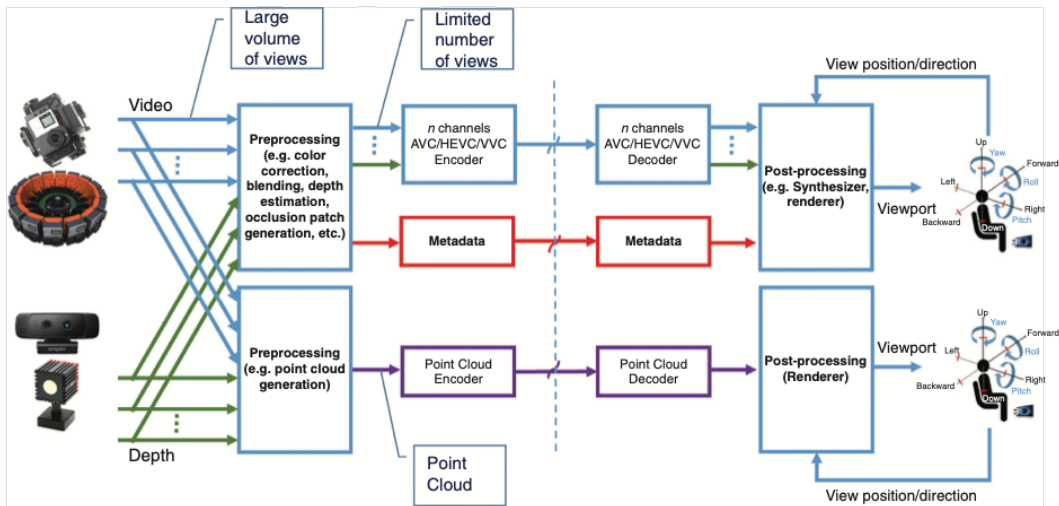 Large
volume
of views
Limited
number
of views
View position/direction
Video
Preprocessing
(e.g. color
correction,
blending, depth
estimation,
occlusion patch
generation, etc.)
n channels
AVC/HEVC/VVC
Encoder
n channels
AVC/HEVC/VVC
Decoder
Post-processing
(e.g. Synthesizer,
renderer)
Viewport
Up
Yaw
Forward
Roll
Left
Right
Pitch
Backward
Down
Metadata
Metadata
Preprocessing
(e.g. point cloud
generation)
Point Cloud
Encoder
Point Cloud
Decoder
Post-processing
(Renderer)
Viewport
Up
Yaw
Forward
Roll
Left
Right
Pitch
Backward
Down
Depth
Point
Cloud
View position/direction